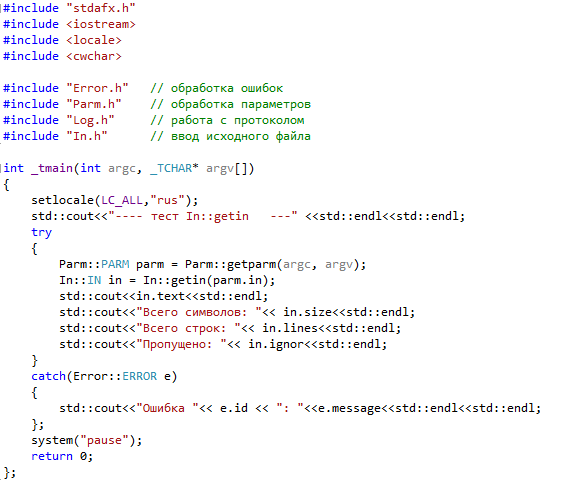 #include "stdafx.h"
#include <iostream>
#include <locale>
#include <cwchar>
#include "Error.h"   // обработка ошибок
#include "Parm.h"    // обработка параметров
#include "Log.h"     // работа с протоколом
#include "In.h"      // ввод исходного файла
int _tmain(int argc, _TCHAR* argv[])
{
    setlocale(LC_ALL,"rus");
    std::cout<<"---- тест In::getin   ---" <<std::endl<<std::endl;
    try
    {
        Parm::PARM parm = Parm::getparm(argc, argv);
        In::IN in = In::getin(parm.in);
        std::cout<<in.text<<std::endl;
        std::cout<<"Всего символов: "<< in.size<<std::endl;
        std::cout<<"Всего строк: "<< in.lines<<std::endl;
        std::cout<<"Пропущено: "<< in.ignor<<std::endl;
    }
    catch(Error::ERROR e)
    {
        std::cout<<"Ошибка "<< e.id << ": "<<e.message<<std::endl<<std::endl;
    };
    system("pause");
    return 0;
};